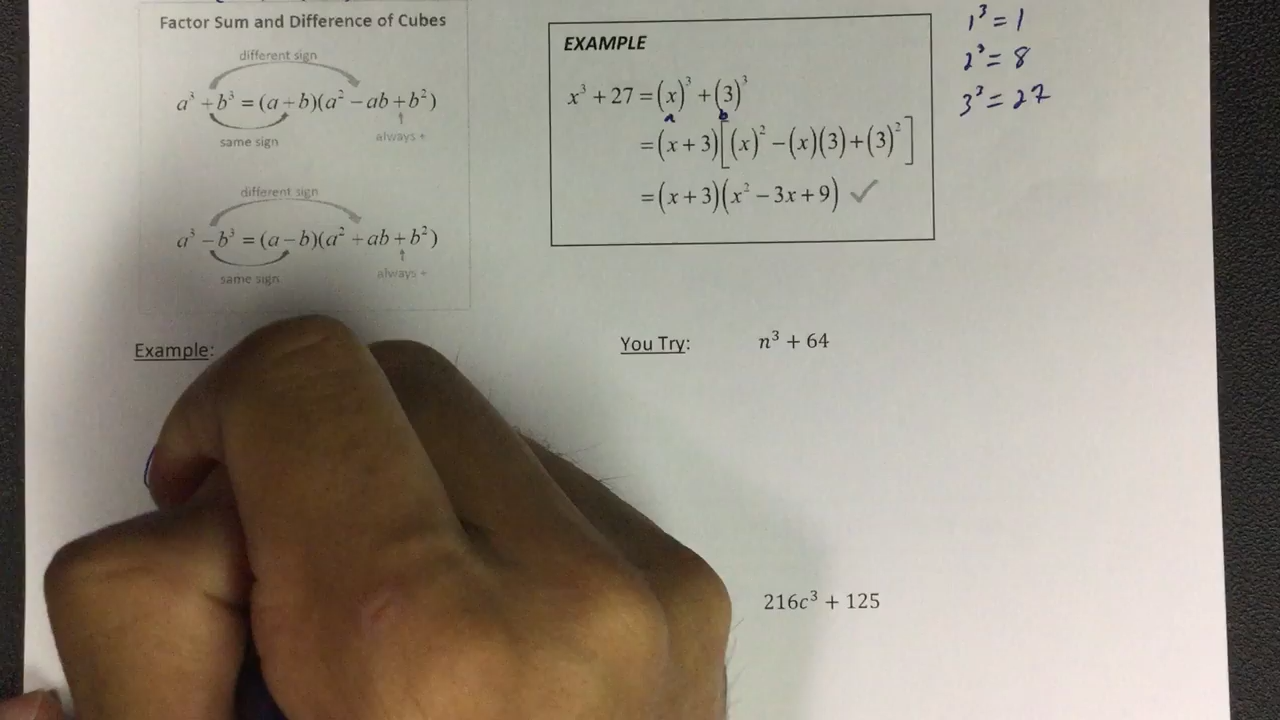 Factor Sum and Difference of Cubes
different sign
a³ + b³ = (a + b)(a² − ab + b²)
same sign
always +
different sign
a³ − b³ = (a − b)(a² + ab + b²)
same sign
always +
EXAMPLE
x³ + 27 = (x)³ + (3)³
a b
= (x + 3)[(x)² − (x)(3) + (3)²]
= (x + 3)(x² − 3x + 9) ✓
1³ = 1
2³ = 8
3³ = 27
Example:
You Try: n³ + 64
216c³ + 125